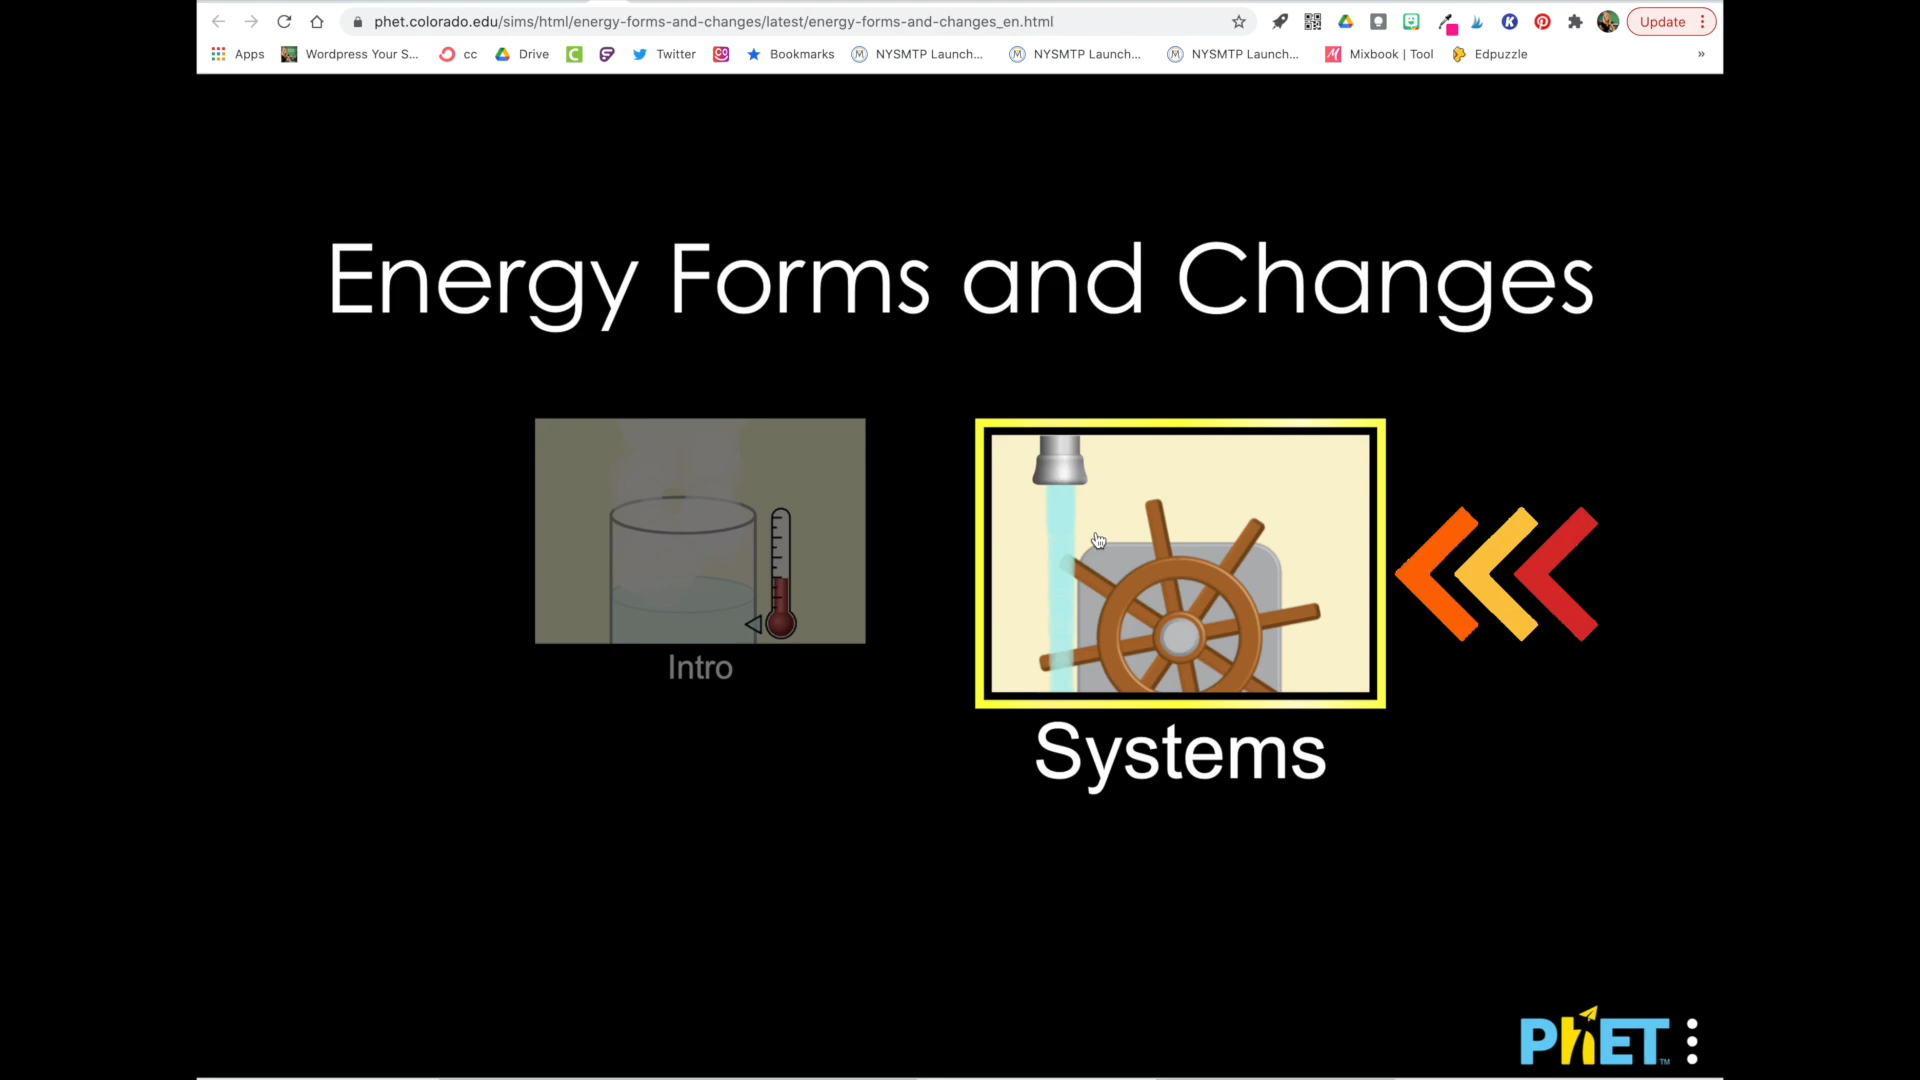 phet.colorado.edu/sims/html/energy-forms-and-changes/latest/energy-forms-and-changes_en.html
Update
Apps Wordpress Your S... cc Drive Twitter Bookmarks NYSMTP Launch... NYSMTP Launch... NYSMTP Launch... Mixbook | Tool Edpuzzle »
Energy Forms and Changes
Intro
Systems
PhET™